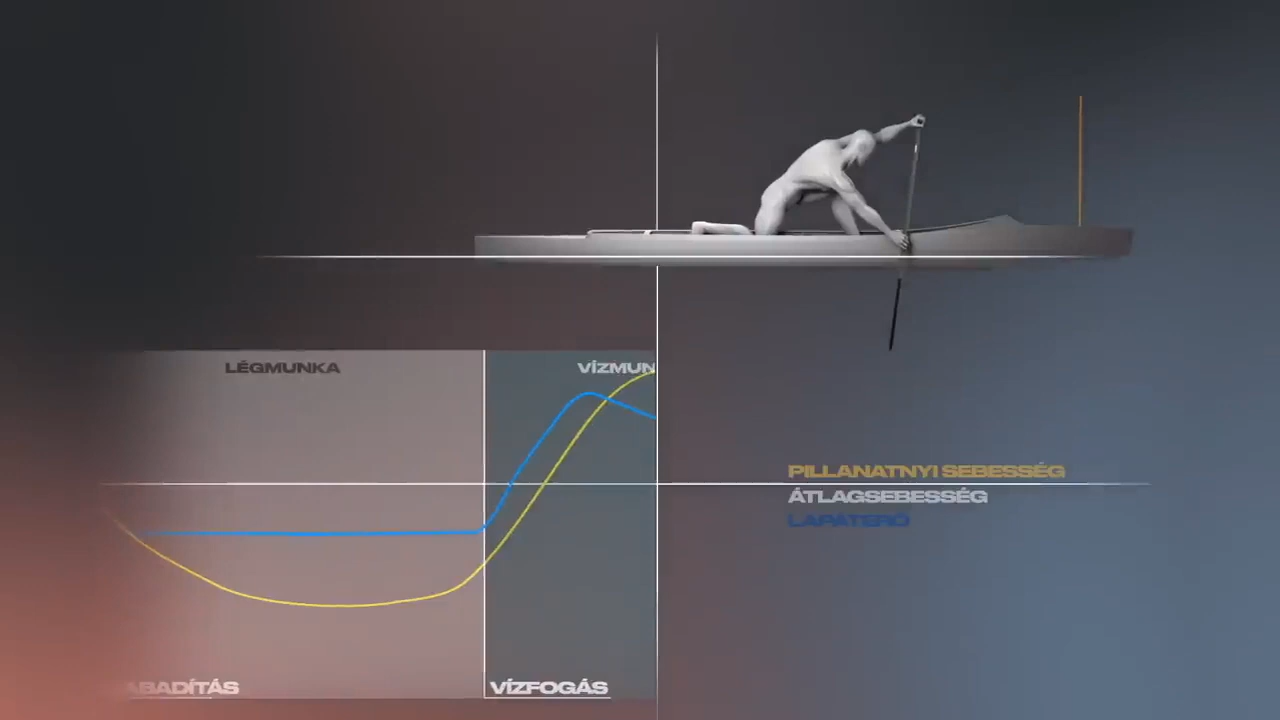 LÉGMUNKA
VÍZMUN
PILLANATNYI SEBESSÉG
ÁTLAGSEBESSÉG
LAPÁTERŐ
ABADÍTÁS
VÍZFOGÁS